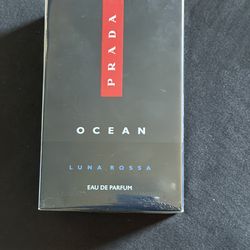 PRADA
OCEAN
LUNA ROSSA
EAU DE PARFUM